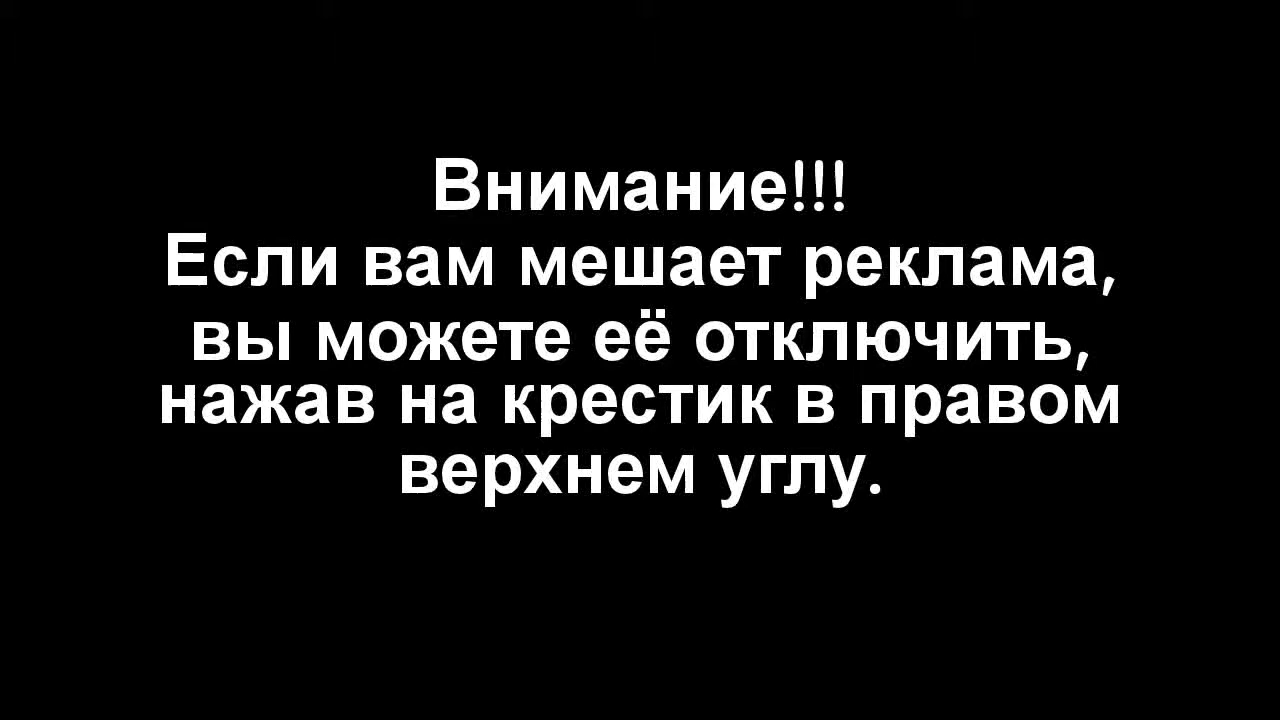 Внимание!!!
Если вам мешает реклама,
вы можете её отключить,
нажав на крестик в правом
верхнем углу.